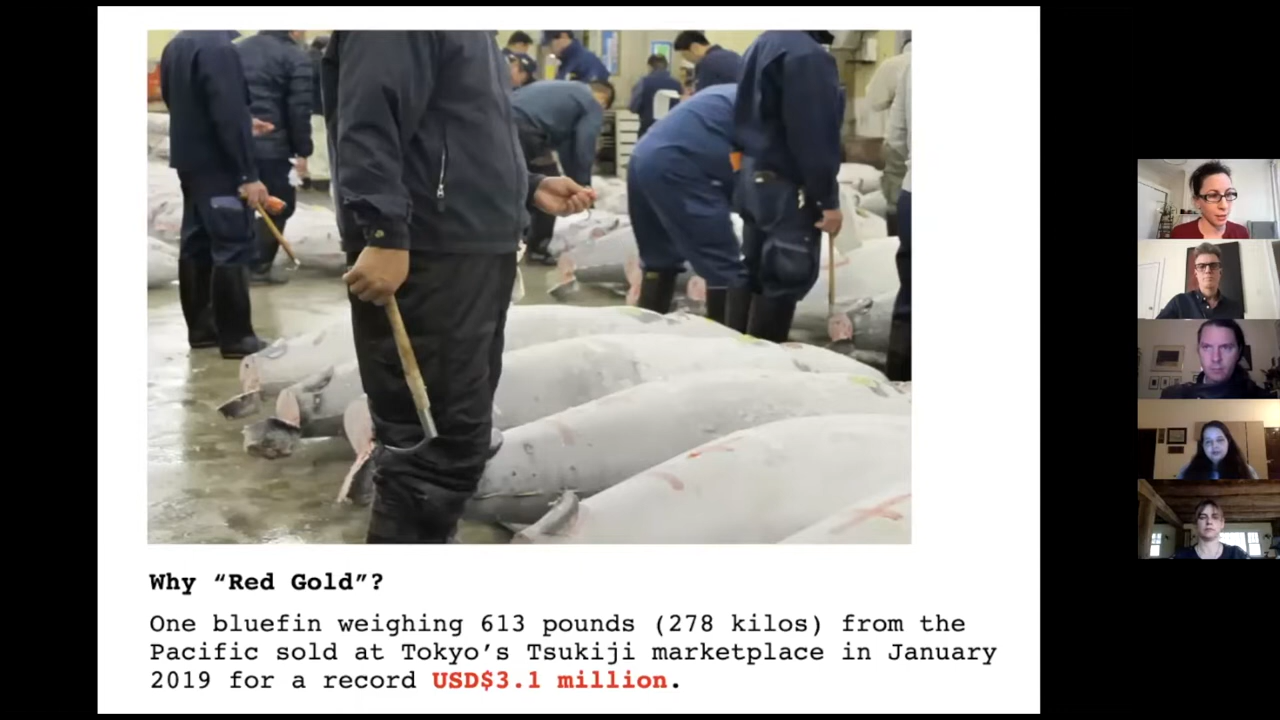 Why “Red Gold”?
One bluefin weighing 613 pounds (278 kilos) from the
Pacific sold at Tokyo’s Tsukiji marketplace in January
2019 for a record USD$3.1 million.